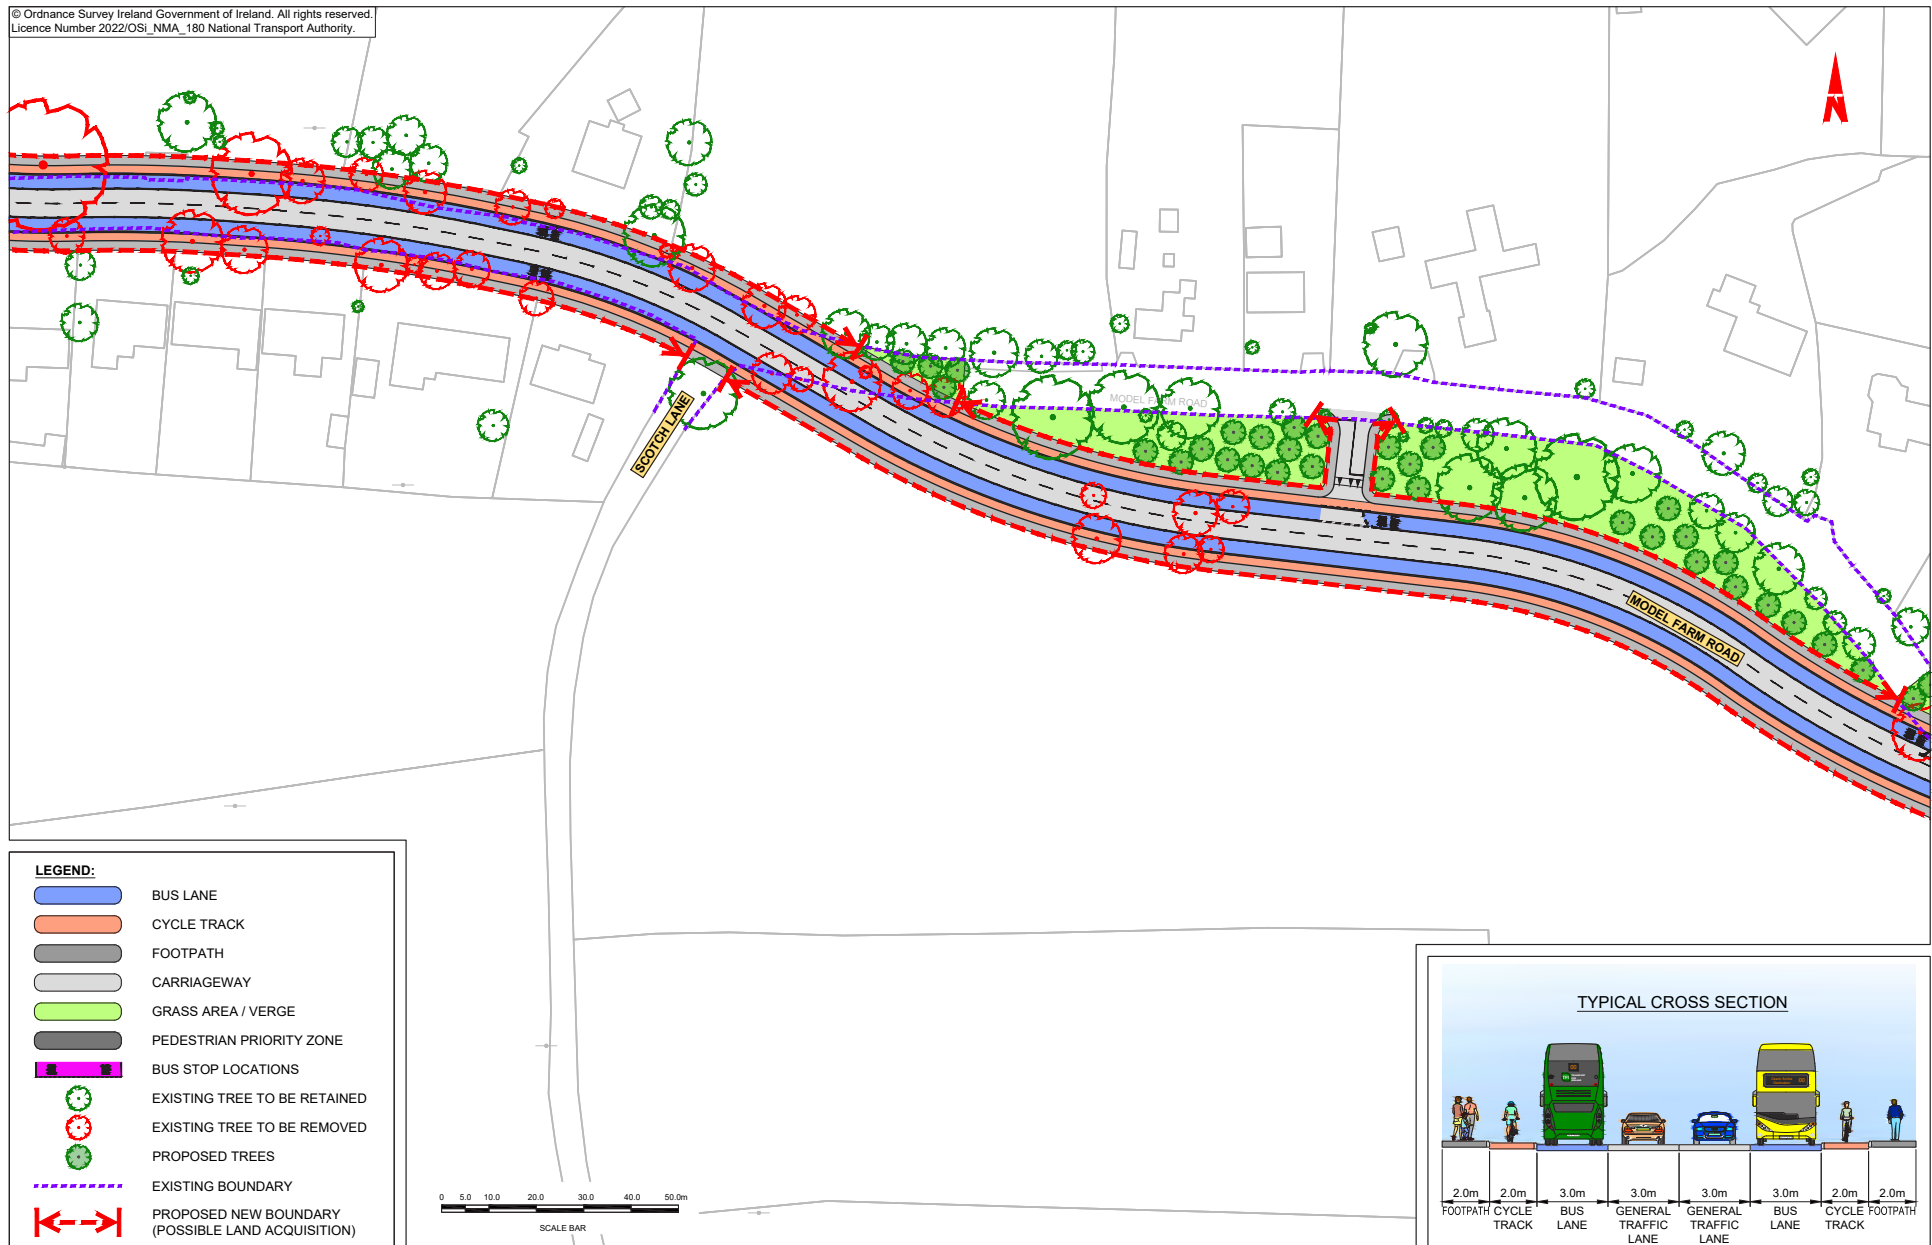 © Ordnance Survey Ireland Government of Ireland. All rights reserved.
Licence Number 2022/OSi_NMA_180 National Transport Authority.
MODEL FARM ROAD
SCOTCH LANE
MODEL FARM ROAD
LEGEND:
BUS LANE
CYCLE TRACK
FOOTPATH
CARRIAGEWAY
GRASS AREA / VERGE
PEDESTRIAN PRIORITY ZONE
BUS STOP LOCATIONS
EXISTING TREE TO BE RETAINED
EXISTING TREE TO BE REMOVED
PROPOSED TREES
EXISTING BOUNDARY
PROPOSED NEW BOUNDARY
(POSSIBLE LAND ACQUISITION)
0 5.0 10.0 20.0 30.0 40.0 50.0m
SCALE BAR
TYPICAL CROSS SECTION
2.0m 2.0m 3.0m 3.0m 3.0m 3.0m 2.0m 2.0m
FOOTPATH CYCLE BUS GENERAL GENERAL BUS CYCLE FOOTPATH
TRACK LANE TRAFFIC TRAFFIC LANE TRACK
LANE LANE